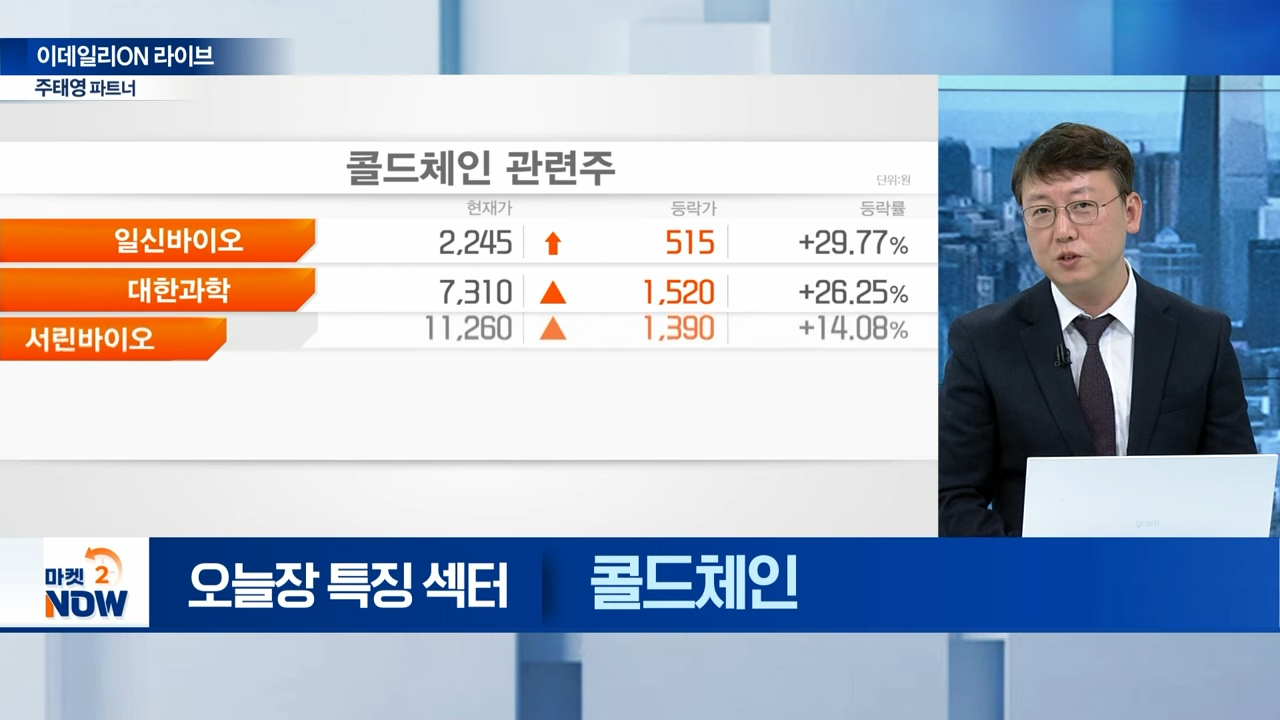 이데일리ON 라이브
주태영 파트너
콜드체인 관련주
단위:원
현재가 등락가 등락률
일신바이오 2,245 515 +29.77%
대한과학 7,310 1,520 +26.25%
서린바이오 11,260 1,390 +14.08%
gram
마켓 2
NOW
오늘장 특징 섹터 콜드체인